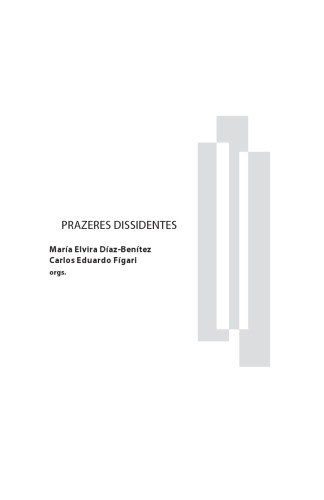 PRAZERES DISSIDENTES
María Elvira Díaz-Benítez
Carlos Eduardo Fígari
orgs.